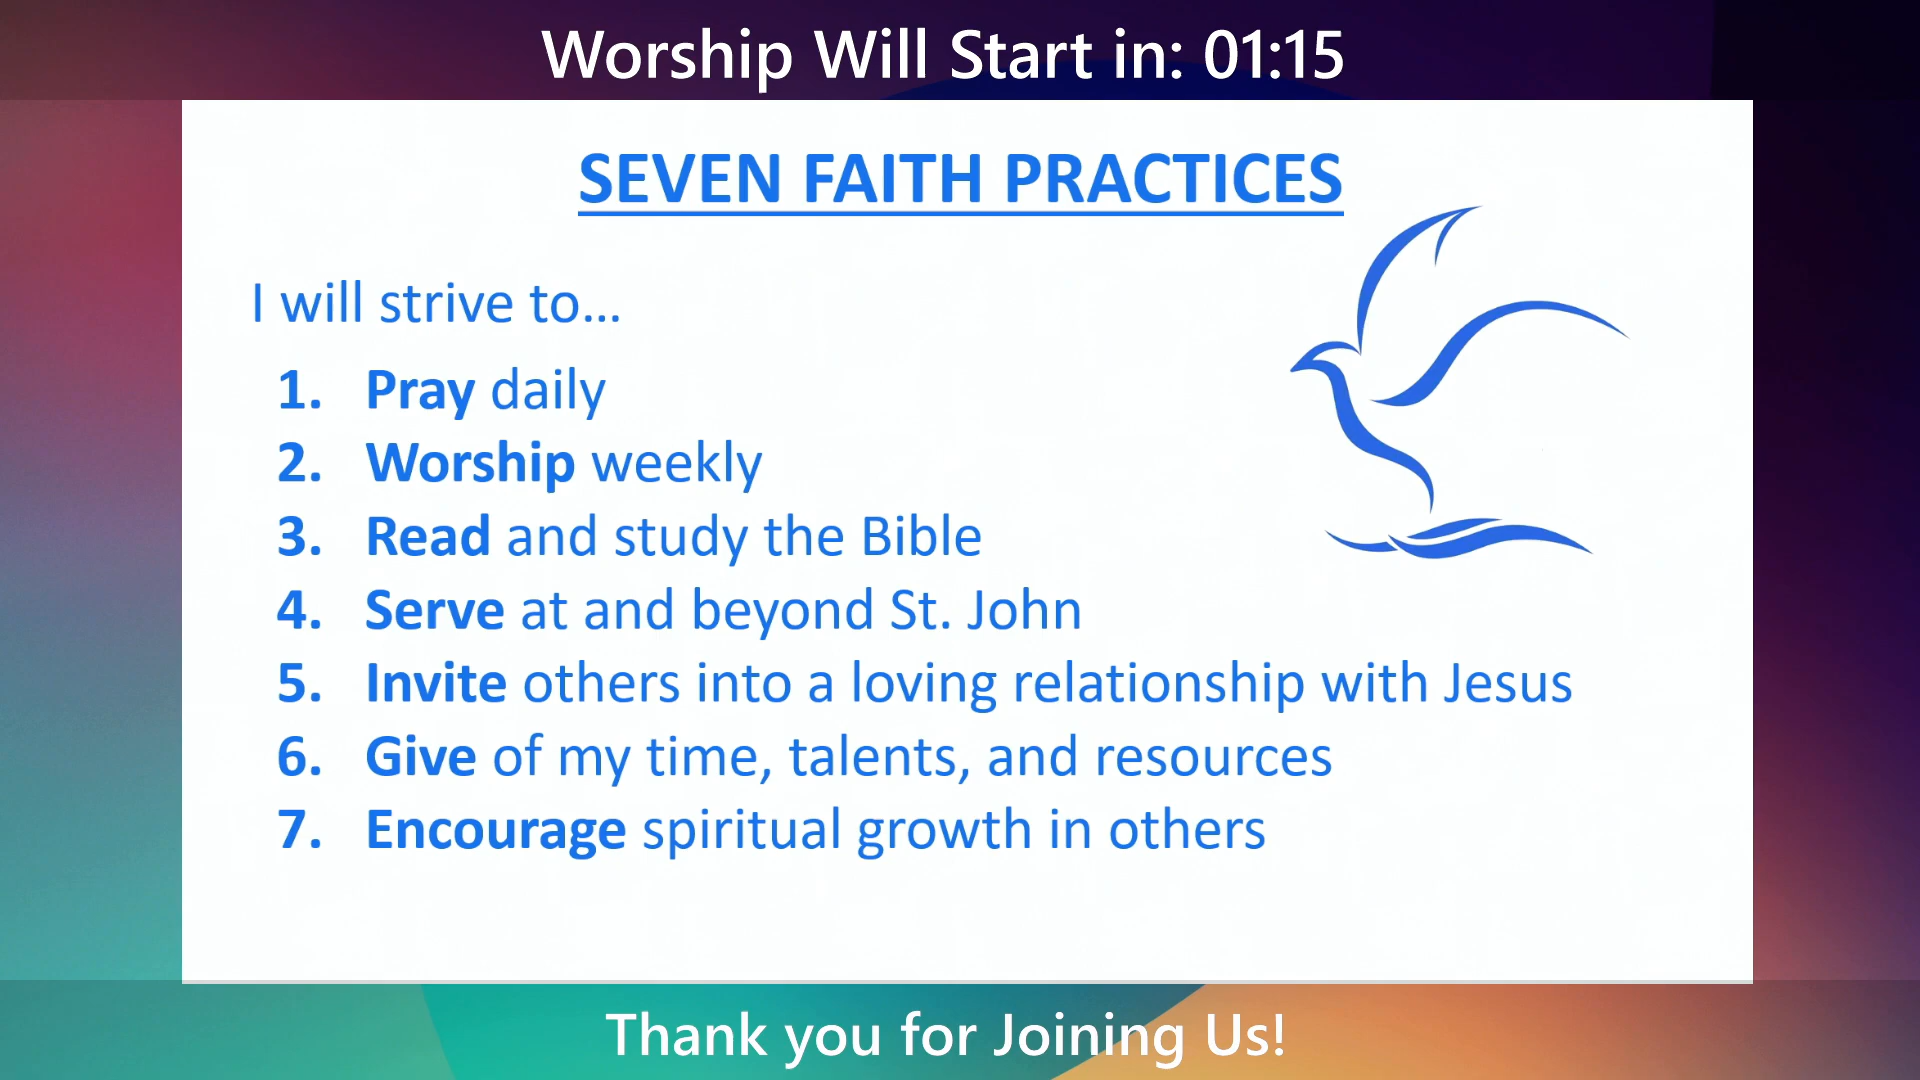 Worship Will Start in: 01:15
SEVEN FAITH PRACTICES
I will strive to...
1. Pray daily
2. Worship weekly
3. Read and study the Bible
4. Serve at and beyond St. John
5. Invite others into a loving relationship with Jesus
6. Give of my time, talents, and resources
7. Encourage spiritual growth in others
Thank you for Joining Us!